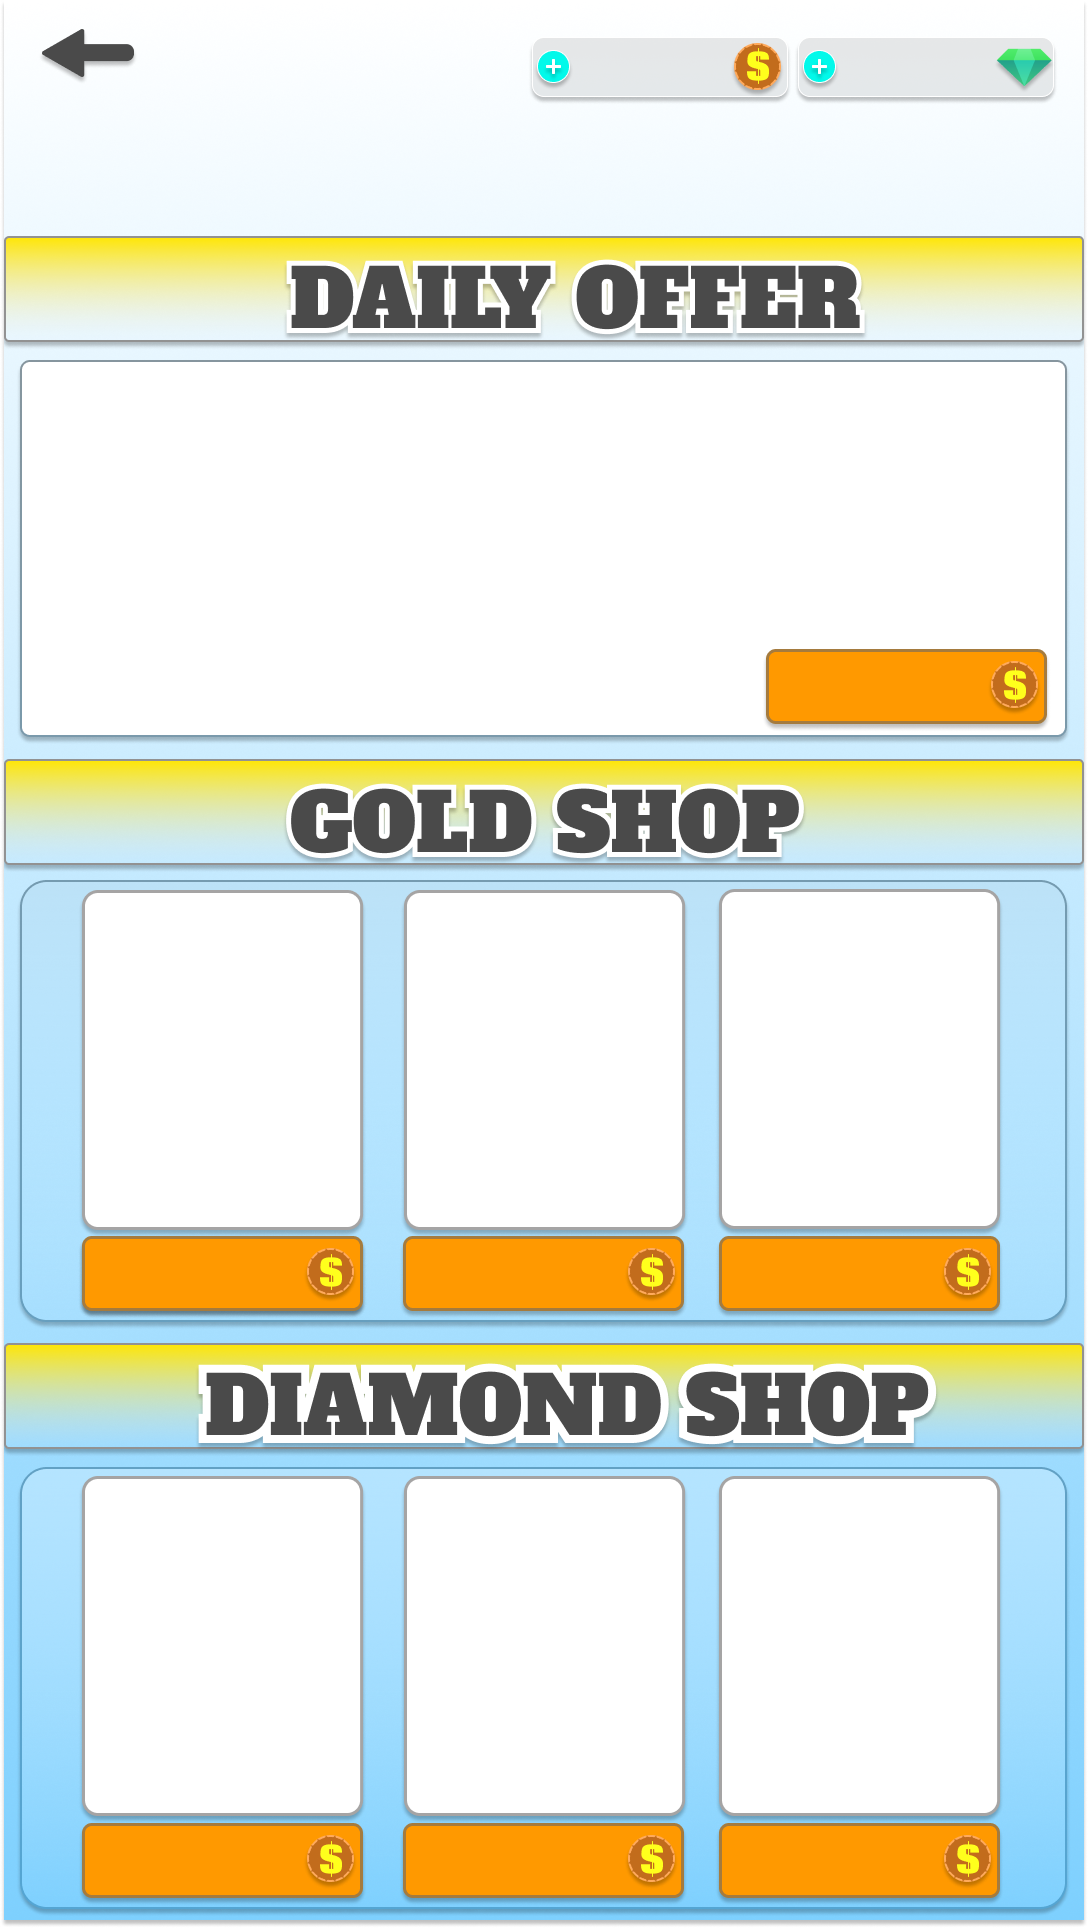 + $ +
DAILY OFFER
$
GOLD SHOP
$ $ $
DIAMOND SHOP
$ $ $